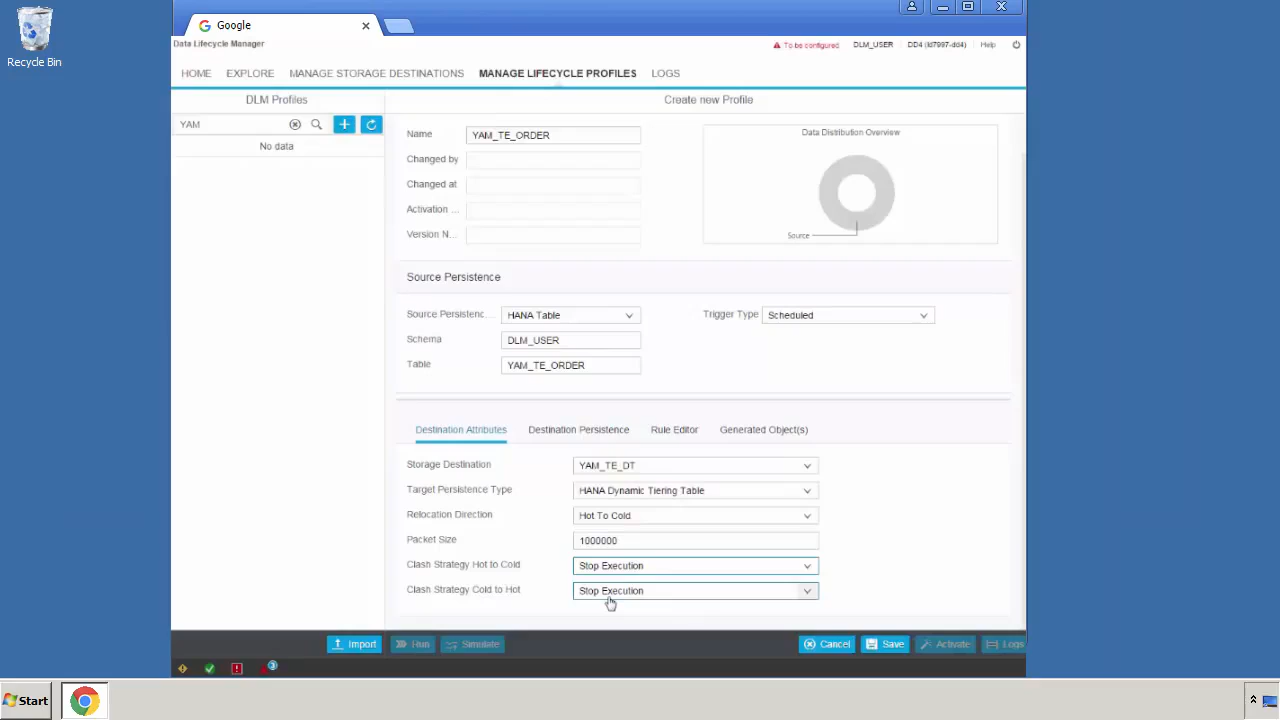 Google
Recycle Bin
Data Lifecycle Manager
To be configured
DLM_USER
DD4 (ld7997-dd4)
Help
HOME
EXPLORE
MANAGE STORAGE DESTINATIONS
MANAGE LIFECYCLE PROFILES
LOGS
DLM Profiles
Create new Profile
YAM
No data
Name
YAM_TE_ORDER
Changed by
Changed at
Activation ...
Version N...
Data Distribution Overview
Source
Source Persistence
Source Persistenc...
HANA Table
Trigger Type
Scheduled
Schema
DLM_USER
Table
YAM_TE_ORDER
Destination Attributes
Destination Persistence
Rule Editor
Generated Object(s)
Storage Destination
YAM_TE_DT
Target Persistence Type
HANA Dynamic Tiering Table
Relocation Direction
Hot To Cold
Packet Size
1000000
Clash Strategy Hot to Cold
Stop Execution
Clash Strategy Cold to Hot
Stop Execution
Import
Run
Simulate
Cancel
Save
Activate
Logs
3
Start